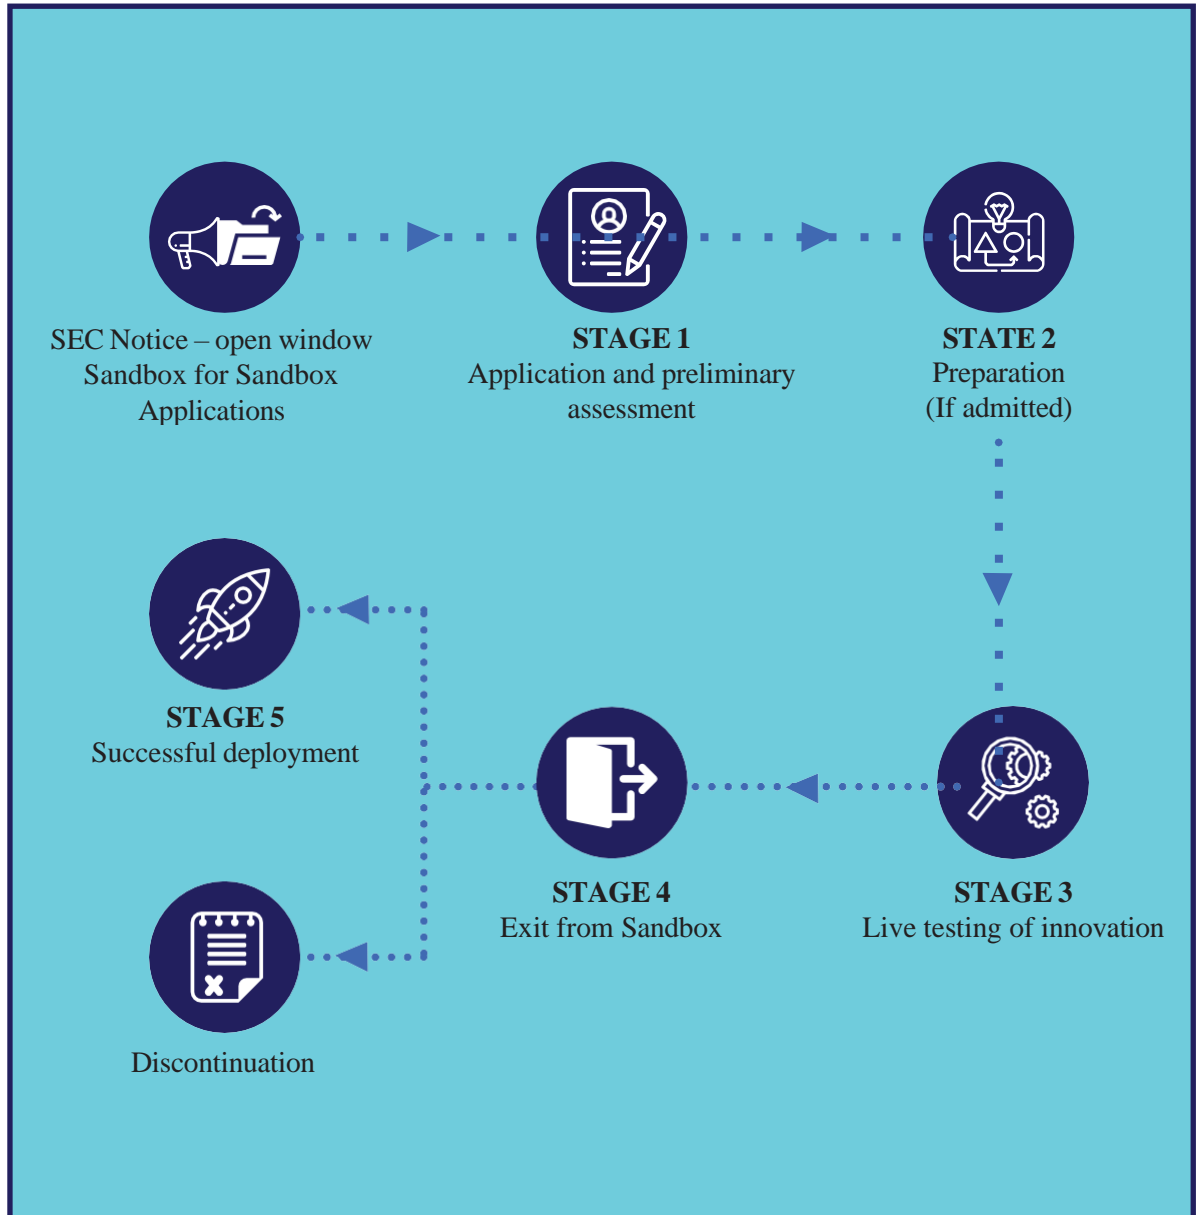 SEC Notice – open window
Sandbox for Sandbox
Applications
STAGE 1
Application and preliminary
assessment
STATE 2
Preparation
(If admitted)
STAGE 5
Successful deployment
STAGE 4
Exit from Sandbox
STAGE 3
Live testing of innovation
Discontinuation